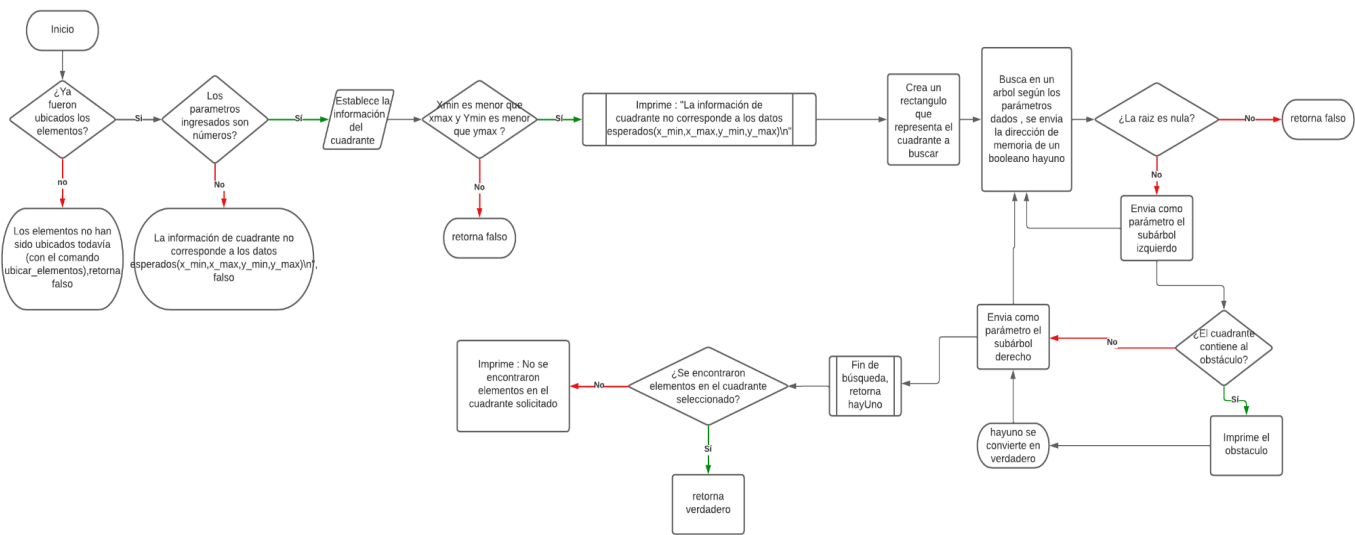 Inicio
¿Ya
fueron
ubicados los
elementos?
Si
no
Los elementos no han
sido ubicados todavía
(con el comando
ubicar_elementos),retorna
falso
Los
parametros
ingresados son
números?
Sí
No
La información de cuadrante no
corresponde a los datos
esperados(x_min,x_max,y_min,y_max)\n",
falso
Establece la
información
del
cuadrante
Xmin es menor que
xmax y Ymin es menor
que ymax ?
Sí
No
retorna falso
Imprime : "La información de
cuadrante no corresponde a los datos
esperados(x_min,x_max,y_min,y_max)\n"
Crea un
rectangulo
que
representa el
cuadrante a
buscar
Busca en un
arbol según los
parámetros
dados , se envia
la dirección de
memoria de un
booleano hayuno
¿La raiz es nula?
No
retorna falso
No
Envia como
parámetro el
subárbol
izquierdo
¿El cuadrante
contiene al
obstáculo?
No
Sí
Imprime el
obstaculo
hayuno se
convierte en
verdadero
Envia como
parámetro el
subárbol
derecho
Fin de
búsqueda,
retorna
hayUno
¿Se encontraron
elementos en el cuadrante
seleccionado?
No
Imprime : No se
encontraron
elementos en el
cuadrante solicitado
Sí
retorna
verdadero